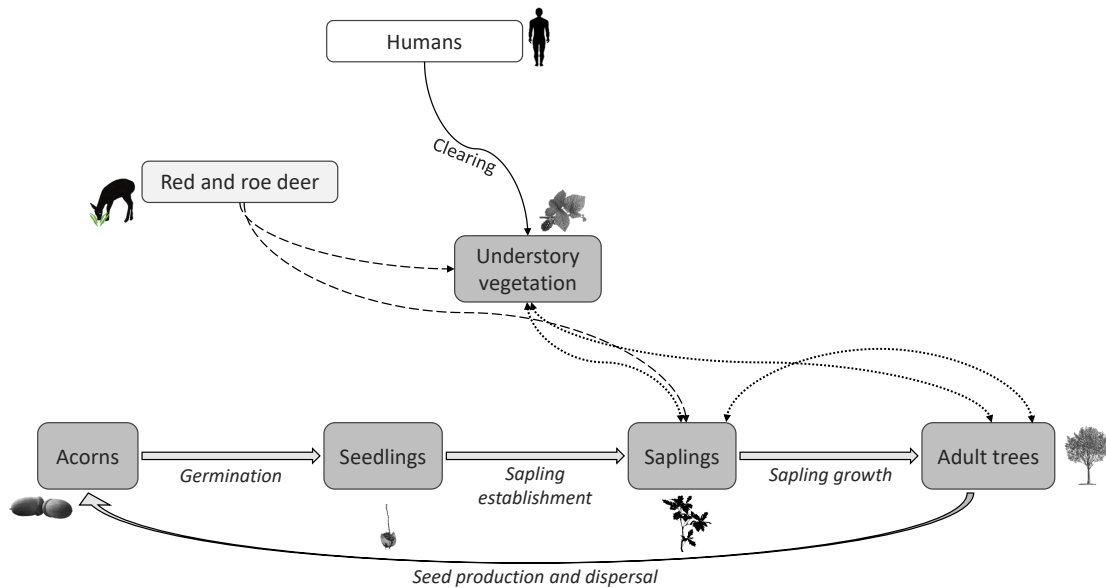 Humans
Clearing
Red and roe deer
Understory
vegetation
Acorns
Germination
Seedlings
Sapling
establishment
Saplings
Sapling growth
Adult trees
Seed production and dispersal